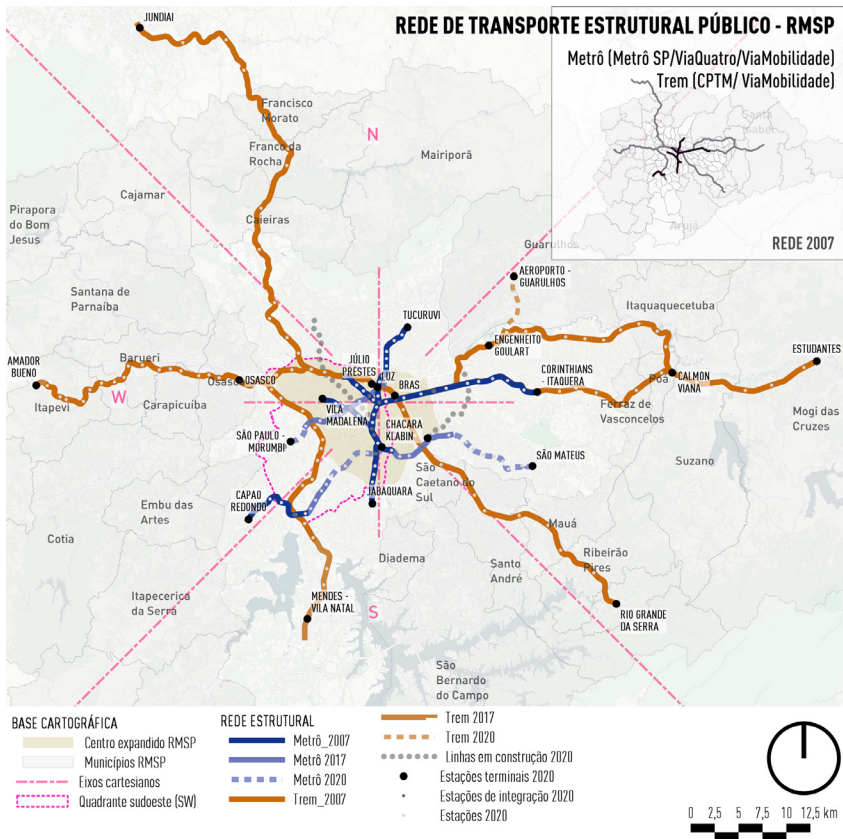 REDE DE TRANSPORTE ESTRUTURAL PÚBLICO - RMSP
Metrô (Metrô SP/ViaQuatro/ViaMobilidade)
Trem (CPTM/ ViaMobilidade)
Santa
Isabel
Arujá
REDE 2007
JUNDIAI
Francisco
Morato
Franco da
Rocha
N
Mairiporã
Cajamar
Pirapora
do Bom
Jesus
Caieiras
Guarulhos
AEROPORTO -
GUARULHOS
Santana de
Parnaíba
Itaquaquecetuba
TUCURUVI
ENGENHEITO
GOULART
ESTUDANTES
AMADOR
BUENO
Barueri
JÚLIO
PRESTES
LUZ
BRAS
CORINTHIANS
- ITAQUERA
Poá
CALMON
VIANA
Osasco
OSASCO
Itapevi
W
Carapicuíba
VILA
MADALENA
CHACARA
KLABIN
Ferraz de
Vasconcelos
Mogi das
Cruzes
SÃO PAULO -
MORUMBI
SÃO MATEUS
Suzano
São
Caetano do
Sul
CAPAO
REDONDO
JABAQUARA
Embu das
Artes
Cotia
Mauá
Diadema
Santo
André
Ribeirão
Pires
Itapecerica
da Serra
MENDES -
VILA NATAL
S
RIO GRANDE
DA SERRA
São
Bernardo
do Campo
BASE CARTOGRÁFICA
Centro expandido RMSP
Municípios RMSP
Eixos cartesianos
Quadrante sudoeste (SW)
REDE ESTRUTURAL
Metrô_2007
Metrô 2017
Metrô 2020
Trem_2007
Trem 2017
Trem 2020
Linhas em construção 2020
Estações terminais 2020
Estações de integração 2020
Estações 2020
0 2,5 5 7,5 10 12,5 km